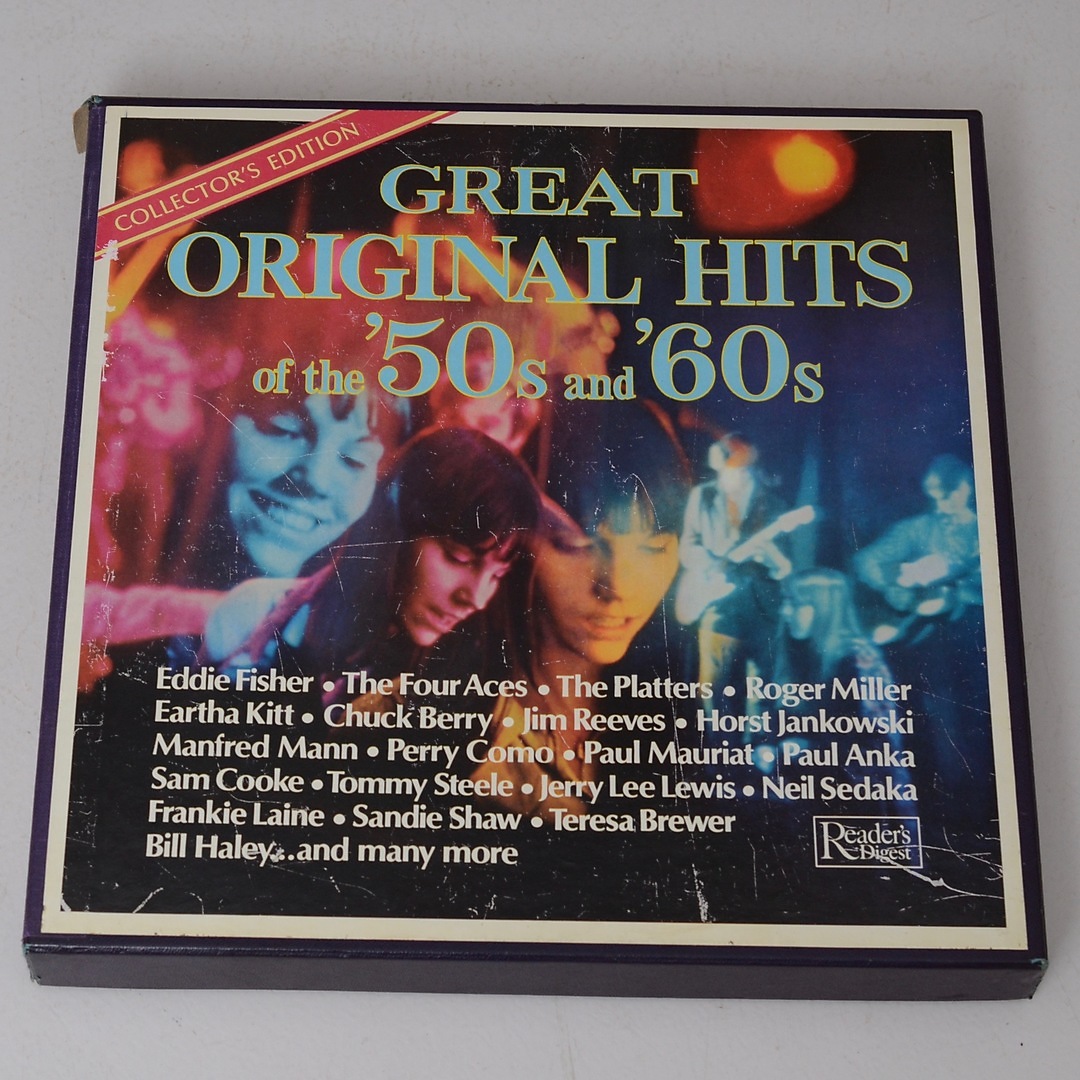 COLLECTOR'S EDITION
GREAT
ORIGINAL HITS
of the '50s and '60s
Eddie Fisher • The Four Aces • The Platters • Roger Miller
Eartha Kitt • Chuck Berry • Jim Reeves • Horst Jankowski
Manfred Mann • Perry Como • Paul Mauriat • Paul Anka
Sam Cooke • Tommy Steele • Jerry Lee Lewis • Neil Sedaka
Frankie Laine • Sandie Shaw • Teresa Brewer
Bill Haley...and many more
Reader's
Digest